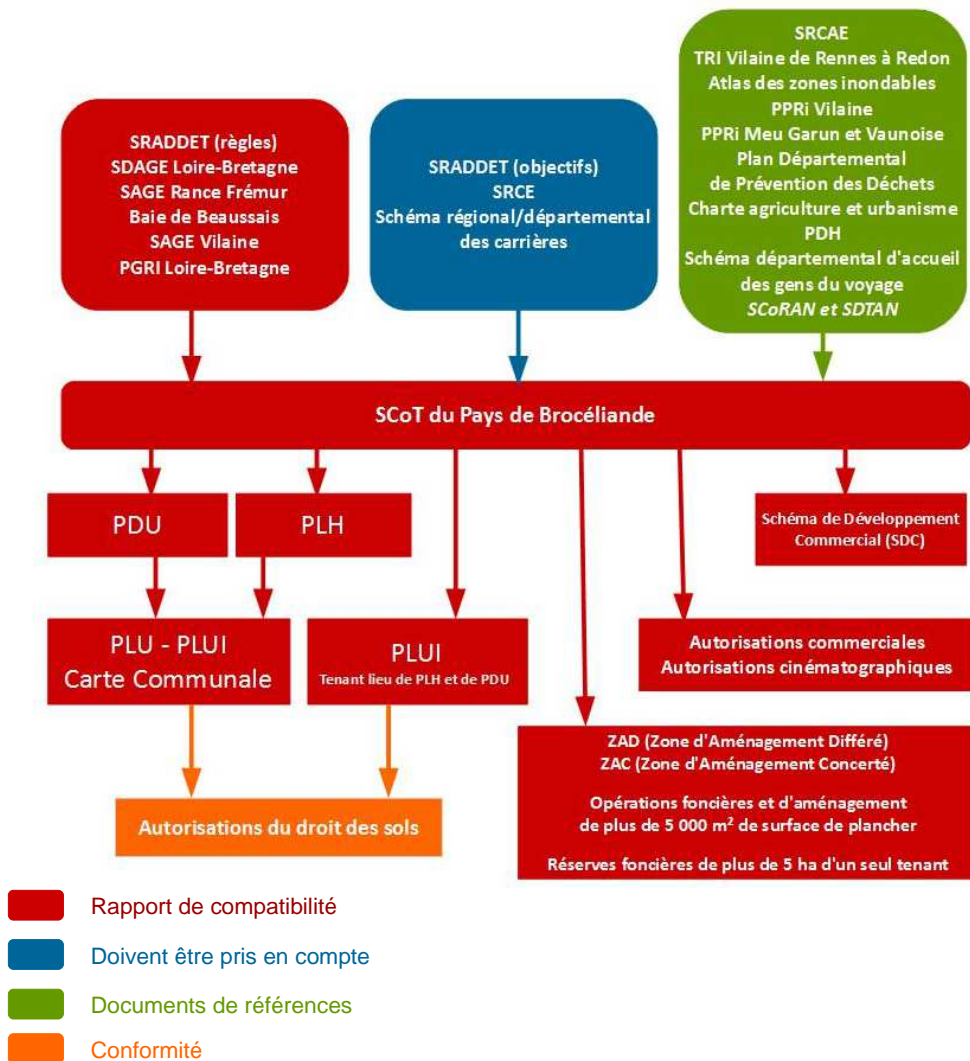 SRADDET (règles)
SDAGE Loire-Bretagne
SAGE Rance Frémur
Baie de Beaussais
SAGE Vilaine
PGRI Loire-Bretagne
SRADDET (objectifs)
SRCE
Schéma régional/départemental
des carrières
SRCAE
TRI Vilaine de Rennes à Redon
Atlas des zones inondables
PPRi Vilaine
PPRi Meu Garun et Vaunoise
Plan Départemental
de Prévention des Déchets
Charte agriculture et urbanisme
PDH
Schéma départemental d'accueil
des gens du voyage
SCoRAN et SDTAN
SCoT du Pays de Brocéliande
PDU
PLH
Schéma de Développement
Commercial (SDC)
PLU - PLUI
Carte Communale
PLUI
Tenant lieu de PLH et de PDU
Autorisations commerciales
Autorisations cinématographiques
ZAD (Zone d'Aménagement Différé)
ZAC (Zone d'Aménagement Concerté)
Opérations foncières et d'aménagement
de plus de 5 000 m² de surface de plancher
Réserves foncières de plus de 5 ha d'un seul tenant
Autorisations du droit des sols
Rapport de compatibilité
Doivent être pris en compte
Documents de références
Conformité